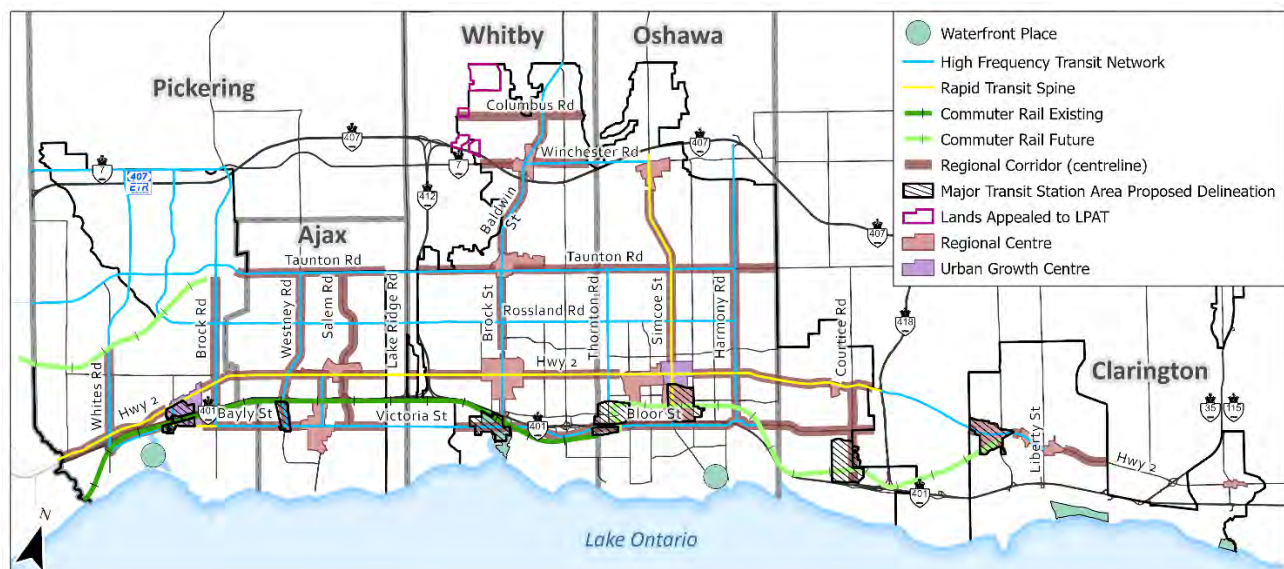 Whitby
Oshawa
Pickering
Ajax
Clarington
Waterfront Place
High Frequency Transit Network
Rapid Transit Spine
Commuter Rail Existing
Commuter Rail Future
Regional Corridor (centreline)
Major Transit Station Area Proposed Delineation
Lands Appealed to LPAT
Regional Centre
Urban Growth Centre
Columbus Rd
407
Winchester Rd
407
7
7
407
ETR
412
Baldwin
St
407
Taunton Rd
Taunton Rd
Brock Rd
Westney Rd
Salem Rd
Lake Ridge Rd
Brock St
Rossland Rd
Thornton Rd
Simcoe St
Harmony Rd
418
Courtice Rd
Whites Rd
Hwy 2
Hwy 2
401
Bayly St
Victoria St
401
Bloor St
Liberty St
Hwy 2
35
115
401
N
Lake Ontario